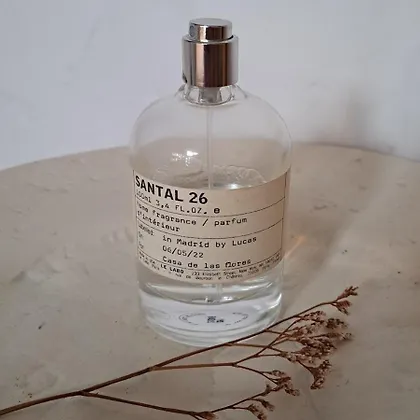 SANTAL 26
100ml 3,4 FL.OZ. e
home fragrance / parfum
d'intérieur
in Madrid by Lucas
06/05/22
Casa de las flores
LE LABO